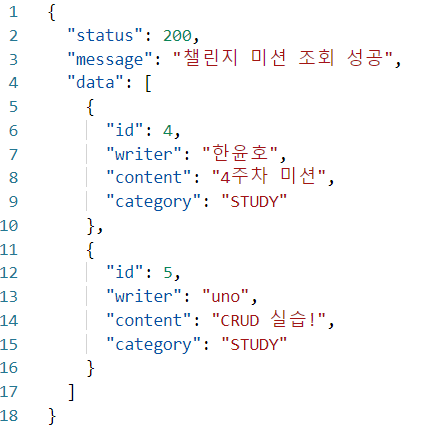 1 {
2 "status": 200,
3 "message": "챌린지 미션 조회 성공",
4 "data": [
5 {
6 "id": 4,
7 "writer": "한윤호",
8 "content": "4주차 미션",
9 "category": "STUDY"
10 },
11 {
12 "id": 5,
13 "writer": "uno",
14 "content": "CRUD 실습!",
15 "category": "STUDY"
16 }
17 ]
18 }